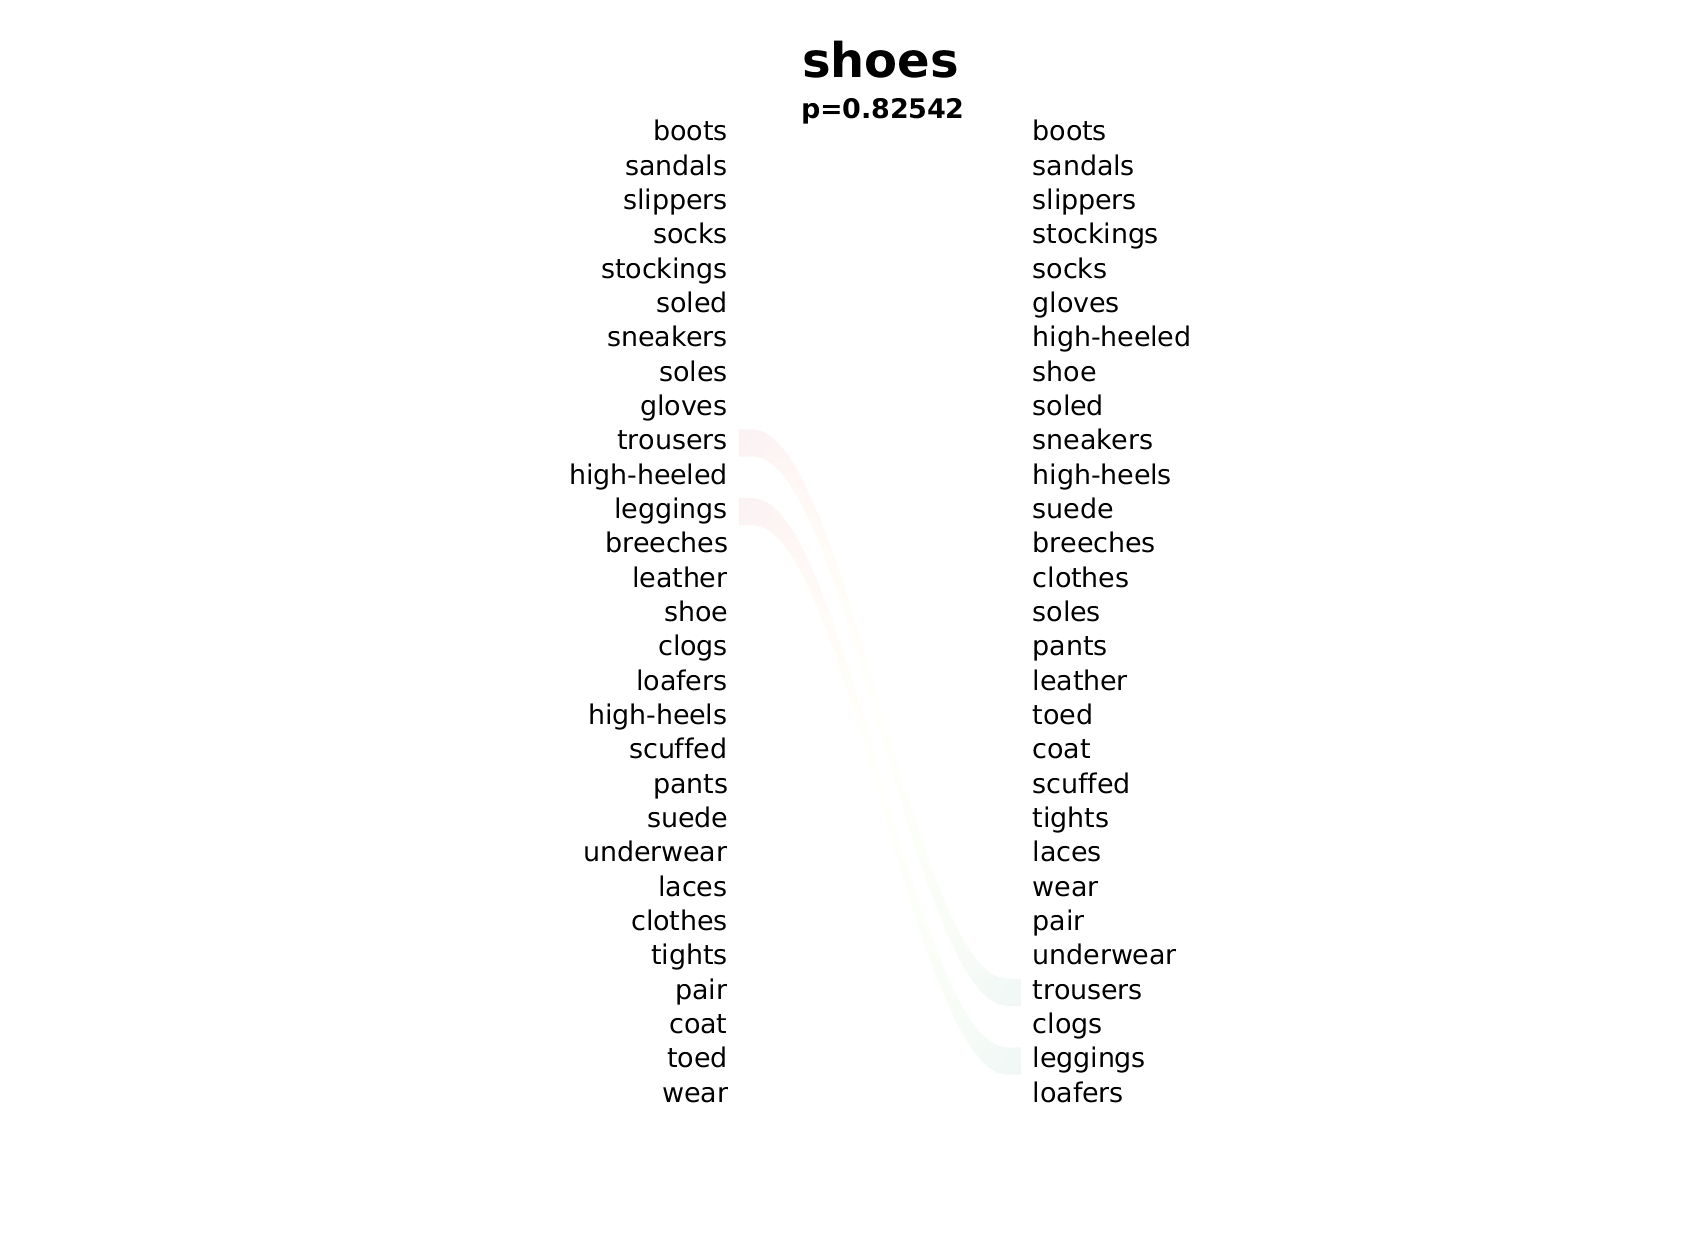 shoes
p=0.82542
boots boots
sandals sandals
slippers slippers
socks stockings
stockings socks
soled gloves
sneakers high-heeled
soles shoe
gloves soled
trousers sneakers
high-heeled high-heels
leggings suede
breeches breeches
leather clothes
shoe soles
clogs pants
loafers leather
high-heels toed
scuffed coat
pants scuffed
suede tights
underwear laces
laces wear
clothes pair
tights underwear
pair trousers
coat clogs
toed leggings
wear loafers